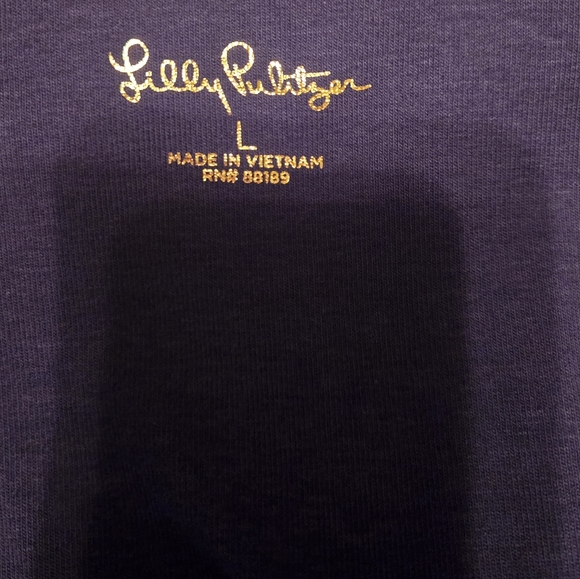 Lilly Pulitzer
L
MADE IN VIETNAM
RN# 88189